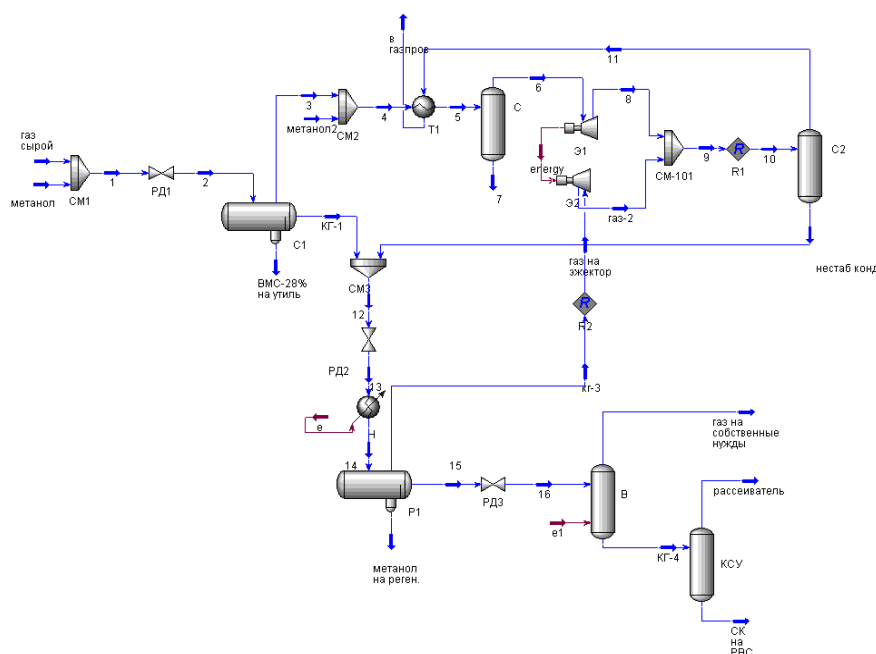 в
газпров
11
3
метанол2
СМ2
4
Т1
5
С
6
Э1
8
energy
Э2
газ-2
СМ-101
9
R
R1
10
С2
7
газ
сырой
метанол
СМ1
1
РД1
2
С1
КГ-1
ВМС-28%
на утиль
СМ3
12
РД2
13
e
H
14
газ на
эжектор
R
R2
кг-3
нестаб конд
15
РД3
16
Р1
метанол
на реген.
В
e1
газ на
собственные
нужды
рассеиватель
КГ-4
КСУ
СК
на
РВС